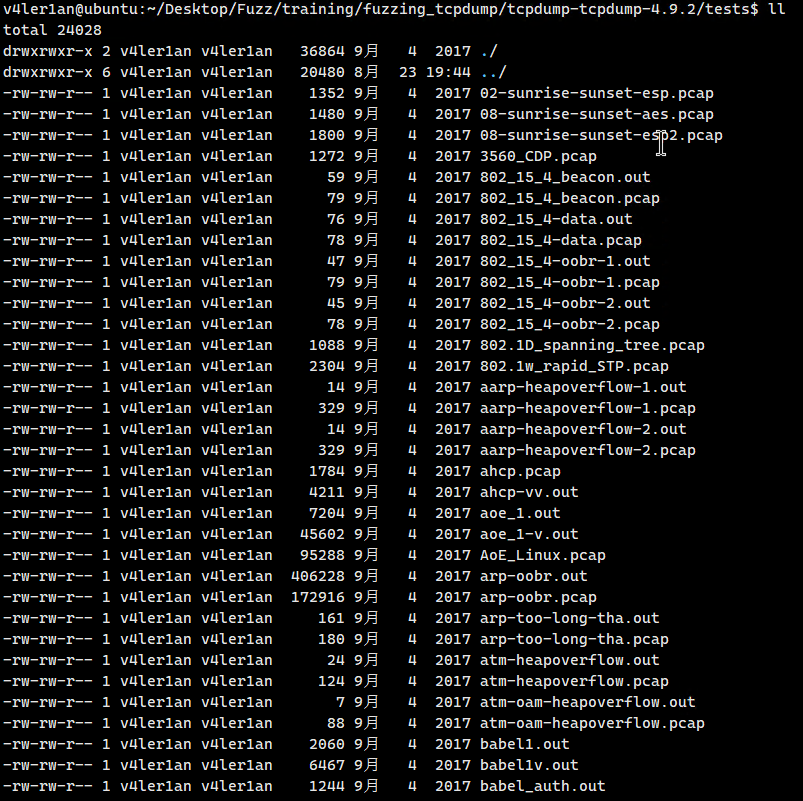 v4ler1an@ubuntu:~/Desktop/Fuzz/training/fuzzing_tcpdump/tcpdump-tcpdump-4.9.2/tests$ ll
total 24028
drwxrwxr-x 2 v4ler1an v4ler1an 36864 9月 4 2017 ./
drwxrwxr-x 6 v4ler1an v4ler1an 20480 8月 23 19:44 ../
-rw-rw-r-- 1 v4ler1an v4ler1an 1352 9月 4 2017 02-sunrise-sunset-esp.pcap
-rw-rw-r-- 1 v4ler1an v4ler1an 1480 9月 4 2017 08-sunrise-sunset-aes.pcap
-rw-rw-r-- 1 v4ler1an v4ler1an 1800 9月 4 2017 08-sunrise-sunset-esp2.pcap
-rw-rw-r-- 1 v4ler1an v4ler1an 1272 9月 4 2017 3560_CDP.pcap
-rw-rw-r-- 1 v4ler1an v4ler1an 59 9月 4 2017 802_15_4_beacon.out
-rw-rw-r-- 1 v4ler1an v4ler1an 79 9月 4 2017 802_15_4_beacon.pcap
-rw-rw-r-- 1 v4ler1an v4ler1an 76 9月 4 2017 802_15_4-data.out
-rw-rw-r-- 1 v4ler1an v4ler1an 78 9月 4 2017 802_15_4-data.pcap
-rw-rw-r-- 1 v4ler1an v4ler1an 47 9月 4 2017 802_15_4-oobr-1.out
-rw-rw-r-- 1 v4ler1an v4ler1an 79 9月 4 2017 802_15_4-oobr-1.pcap
-rw-rw-r-- 1 v4ler1an v4ler1an 45 9月 4 2017 802_15_4-oobr-2.out
-rw-rw-r-- 1 v4ler1an v4ler1an 78 9月 4 2017 802_15_4-oobr-2.pcap
-rw-rw-r-- 1 v4ler1an v4ler1an 1088 9月 4 2017 802.1D_spanning_tree.pcap
-rw-rw-r-- 1 v4ler1an v4ler1an 2304 9月 4 2017 802.1w_rapid_STP.pcap
-rw-rw-r-- 1 v4ler1an v4ler1an 14 9月 4 2017 aarp-heapoverflow-1.out
-rw-rw-r-- 1 v4ler1an v4ler1an 329 9月 4 2017 aarp-heapoverflow-1.pcap
-rw-rw-r-- 1 v4ler1an v4ler1an 14 9月 4 2017 aarp-heapoverflow-2.out
-rw-rw-r-- 1 v4ler1an v4ler1an 329 9月 4 2017 aarp-heapoverflow-2.pcap
-rw-rw-r-- 1 v4ler1an v4ler1an 1784 9月 4 2017 ahcp.pcap
-rw-rw-r-- 1 v4ler1an v4ler1an 4211 9月 4 2017 ahcp-vv.out
-rw-rw-r-- 1 v4ler1an v4ler1an 7204 9月 4 2017 aoe_1.out
-rw-rw-r-- 1 v4ler1an v4ler1an 45602 9月 4 2017 aoe_1-v.out
-rw-rw-r-- 1 v4ler1an v4ler1an 95288 9月 4 2017 AoE_Linux.pcap
-rw-rw-r-- 1 v4ler1an v4ler1an 406228 9月 4 2017 arp-oobr.out
-rw-rw-r-- 1 v4ler1an v4ler1an 172916 9月 4 2017 arp-oobr.pcap
-rw-rw-r-- 1 v4ler1an v4ler1an 161 9月 4 2017 arp-too-long-tha.out
-rw-rw-r-- 1 v4ler1an v4ler1an 180 9月 4 2017 arp-too-long-tha.pcap
-rw-rw-r-- 1 v4ler1an v4ler1an 24 9月 4 2017 atm-heapoverflow.out
-rw-rw-r-- 1 v4ler1an v4ler1an 124 9月 4 2017 atm-heapoverflow.pcap
-rw-rw-r-- 1 v4ler1an v4ler1an 7 9月 4 2017 atm-oam-heapoverflow.out
-rw-rw-r-- 1 v4ler1an v4ler1an 88 9月 4 2017 atm-oam-heapoverflow.pcap
-rw-rw-r-- 1 v4ler1an v4ler1an 2060 9月 4 2017 babel1.out
-rw-rw-r-- 1 v4ler1an v4ler1an 6467 9月 4 2017 babel1v.out
-rw-rw-r-- 1 v4ler1an v4ler1an 1244 9月 4 2017 babel_auth.out